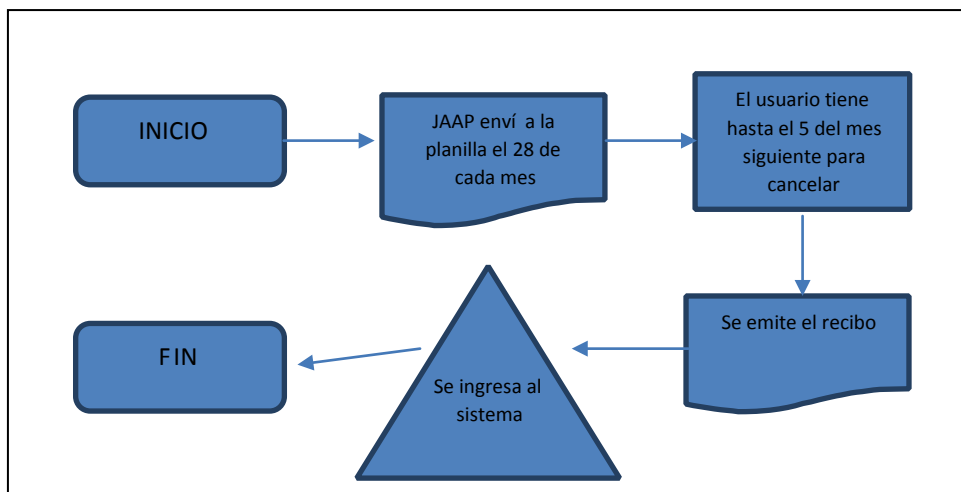 INICIO
JAAP enví a la
planilla el 28 de
cada mes
El usuario tiene
hasta el 5 del mes
siguiente para
cancelar
Se emite el recibo
Se ingresa al
sistema
FIN